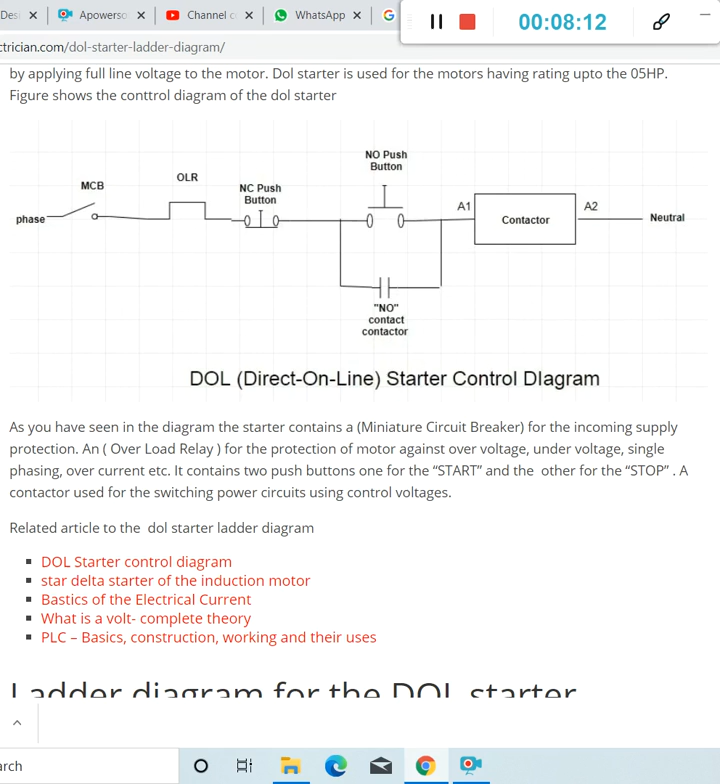 Des
Apowerso
Channel c
WhatsApp
00:08:12
ctrician.com/dol-starter-ladder-diagram/
by applying full line voltage to the motor. Dol starter is used for the motors having rating upto the 05HP.
Figure shows the conttrol diagram of the dol starter
NO Push
Button
OLR
MCB
NC Push
Button
A1
A2
phase
Contactor
Neutral
"NO"
contact
contactor
DOL (Direct-On-Line) Starter Control DIagram
As you have seen in the diagram the starter contains a (Miniature Circuit Breaker) for the incoming supply
protection. An ( Over Load Relay ) for the protection of motor against over voltage, under voltage, single
phasing, over current etc. It contains two push buttons one for the “START” and the other for the “STOP” . A
contactor used for the switching power circuits using control voltages.
Related article to the dol starter ladder diagram
DOL Starter control diagram
star delta starter of the induction motor
Bastics of the Electrical Current
What is a volt- complete theory
PLC – Basics, construction, working and their uses
Ladder diagram for the DOL starter
arch